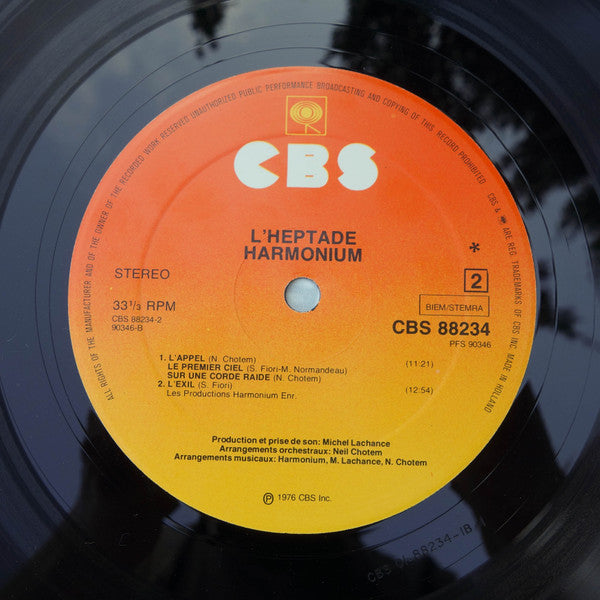 ALL RIGHTS OF THE MANUFACTURER AND OF THE OWNER OF THE RECORDED WORK RESERVED UNAUTHORIZED PUBLIC PERFORMANCE BROADCASTING AND COPYING OF THIS RECORD PROHIBITED
CBS & ARE REG. TRADEMARKS OF CBS INC. MADE IN HOLLAND
CBS
L'HEPTADE
HARMONIUM
*
STEREO
2
33 1/3 RPM
BIEM/STEMRA
CBS 88234-2
CBS 88234
90346-B
PFS 90346
1. L'APPEL (N. Chotem)
LE PREMIER CIEL (S. Fiori-M. Normandeau) (11:21)
SUR UNE CORDE RAIDE (N. Chotem)
2. L'EXIL (S. Fiori) (12:54)
Les Productions Harmonium Enr.
Production et prise de son: Michel Lachance
Arrangements orchestraux: Neil Chotem
Arrangements musicaux: Harmonium, M. Lachance, N. Chotem
℗ 1976 CBS Inc.
88234-1B